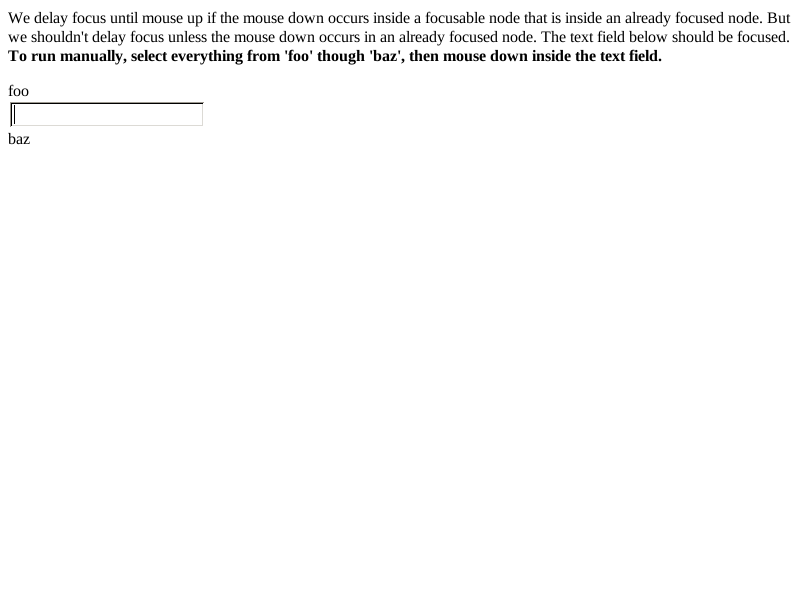 We delay focus until mouse up if the mouse down occurs inside a focusable node that is inside an already focused node. But
we shouldn't delay focus unless the mouse down occurs in an already focused node. The text field below should be focused.
To run manually, select everything from 'foo' though 'baz', then mouse down inside the text field.
foo
baz